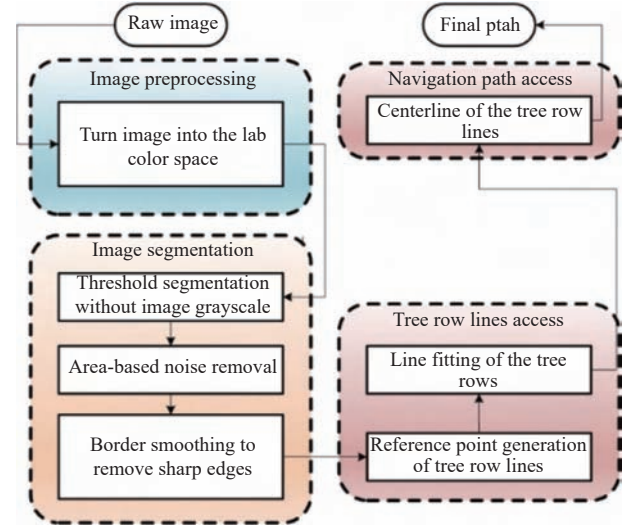 Raw image
Image preprocessing
Turn image into the lab
color space
Image segmentation
Threshold segmentation
without image grayscale
Area-based noise removal
Border smoothing to
remove sharp edges
Final ptah
Navigation path access
Centerline of the tree row
lines
Tree row lines access
Line fitting of the tree
rows
Reference point generation
of tree row lines